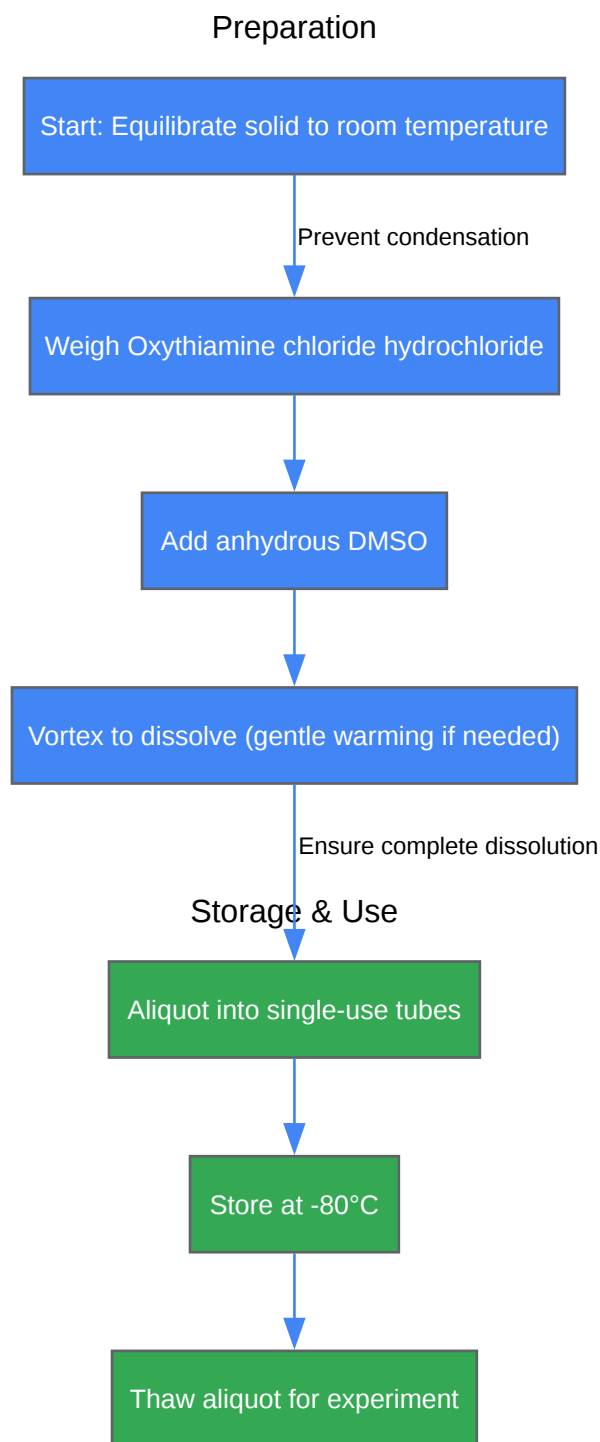 Preparation
Start: Equilibrate solid to room temperature
Prevent condensation
Weigh Oxythiamine chloride hydrochloride
Add anhydrous DMSO
Vortex to dissolve (gentle warming if needed)
Ensure complete dissolution
Storage & Use
Aliquot into single-use tubes
Store at -80°C
Thaw aliquot for experiment